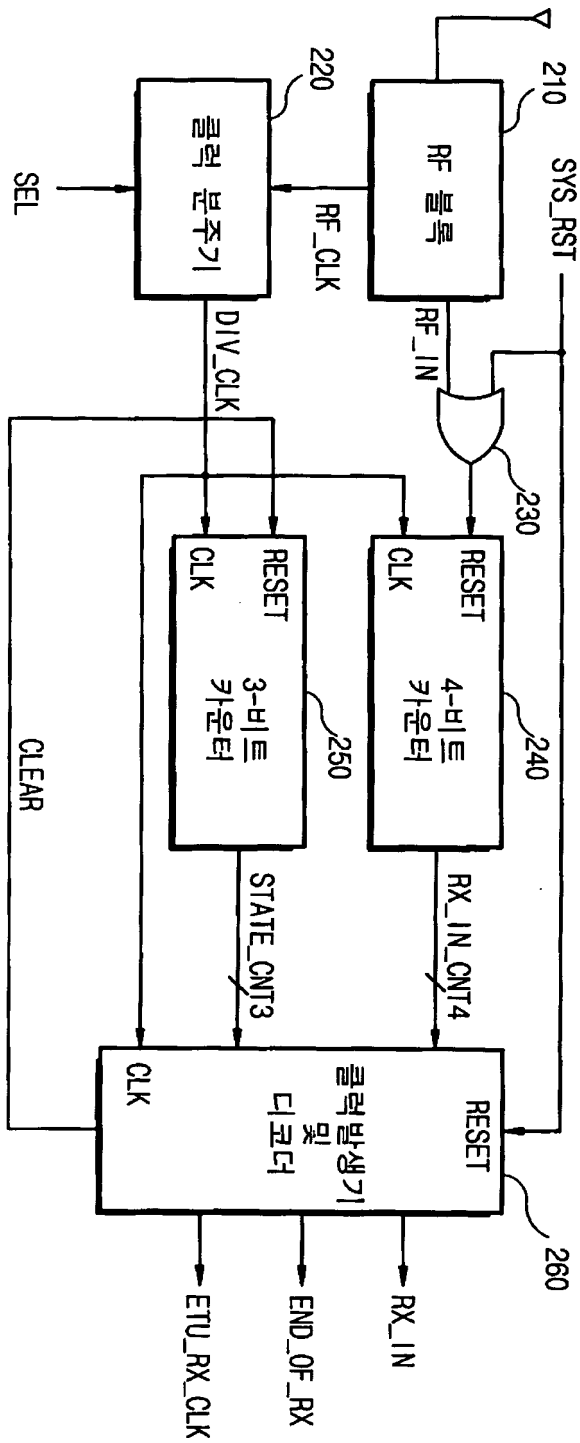 SYS_RST
210
RF 블록
RF_IN
230
RESET
CLK
4-비트
카운터
240
RX_IN_CNT4
RF_CLK
220
클럭 분주기
SEL
DIV_CLK
RESET
CLK
3-비트
카운터
250
STATE_CNT3
CLEAR
RESET
CLK
클럭발생기
및
디코더
260
RX_IN
END_OF_RX
ETU_RX_CLK